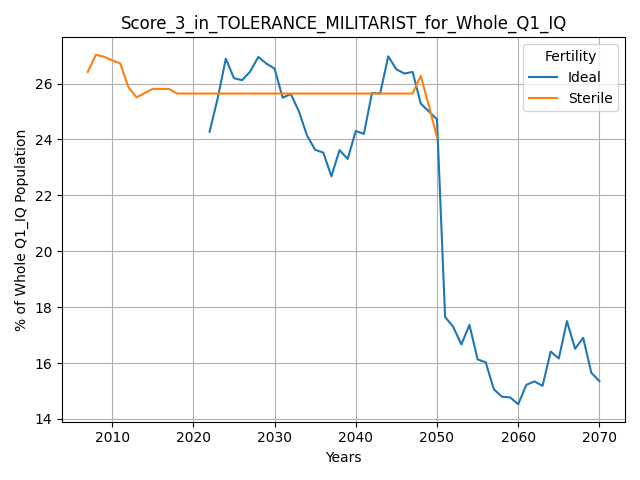 Score_3_in_TOLERANCE_MILITARIST_for_Whole_Q1_IQ
Fertility
Ideal
Sterile
% of Whole Q1_IQ Population
26
24
22
20
18
16
14
2010 2020 2030 2040 2050 2060 2070
Years